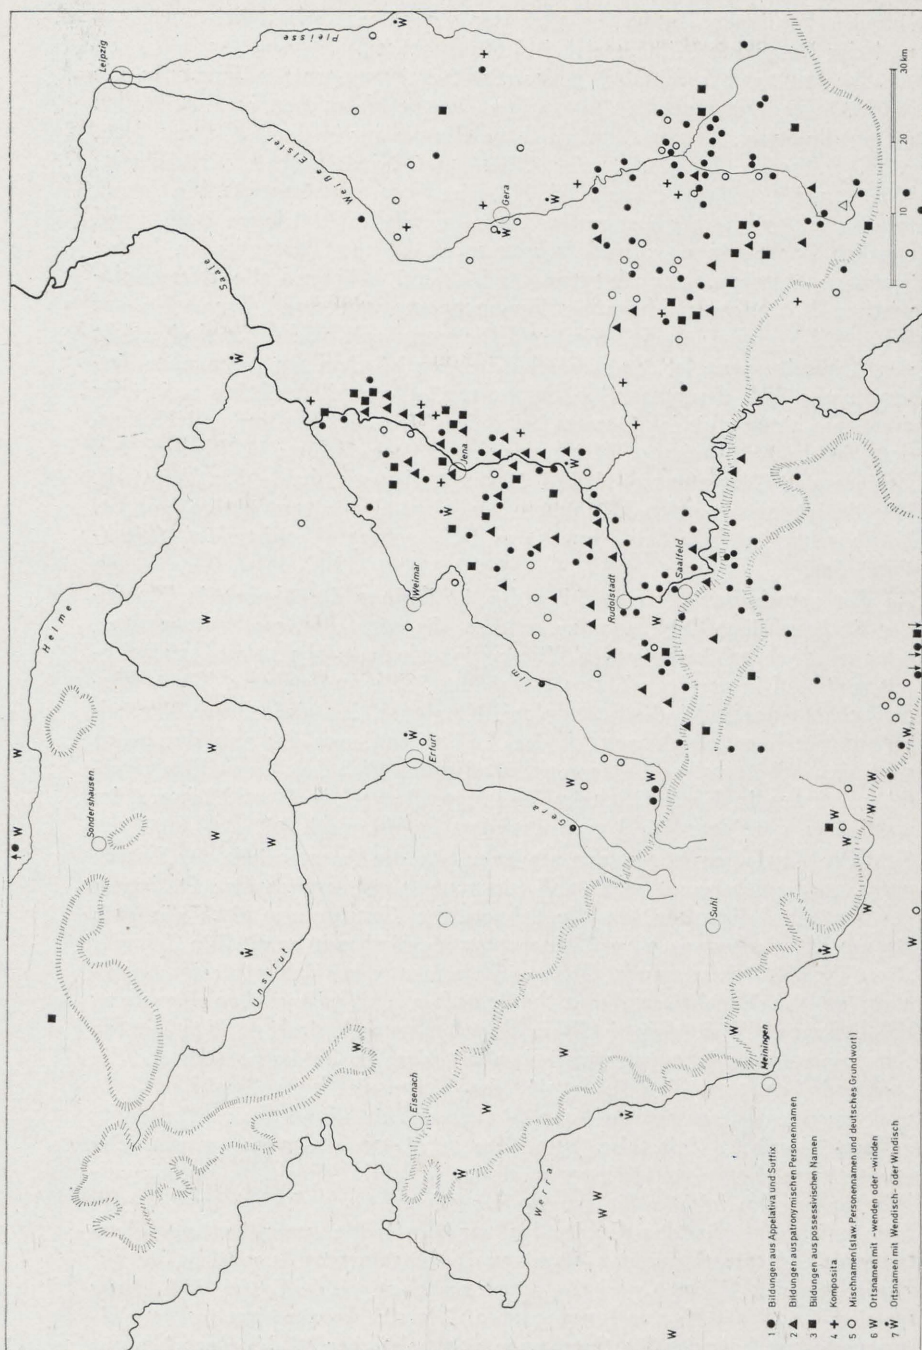 Leipzig
Pleisse
Weiße Elster
Saale
Gera
Helme
Sondershausen
Unstrut
Weimar
Jena
Erfurt
Ilm
Gera
Rudolstadt
Saalfeld
Eisenach
Suhl
Werra
Meiningen
0 10 20 30 km
1 ● Bildungen aus Appelativa und Suffix
2 ▲ Bildungen aus patronymischen Personennamen
3 ■ Bildungen aus possessivischen Namen
4 + Komposita
5 ○ Mischnamen (slaw. Personennamen und deutsches Grundwort)
6 W Ortsnamen mit -wenden oder -winden
7 Ẇ Ortsnamen mit Wendisch- oder Windisch